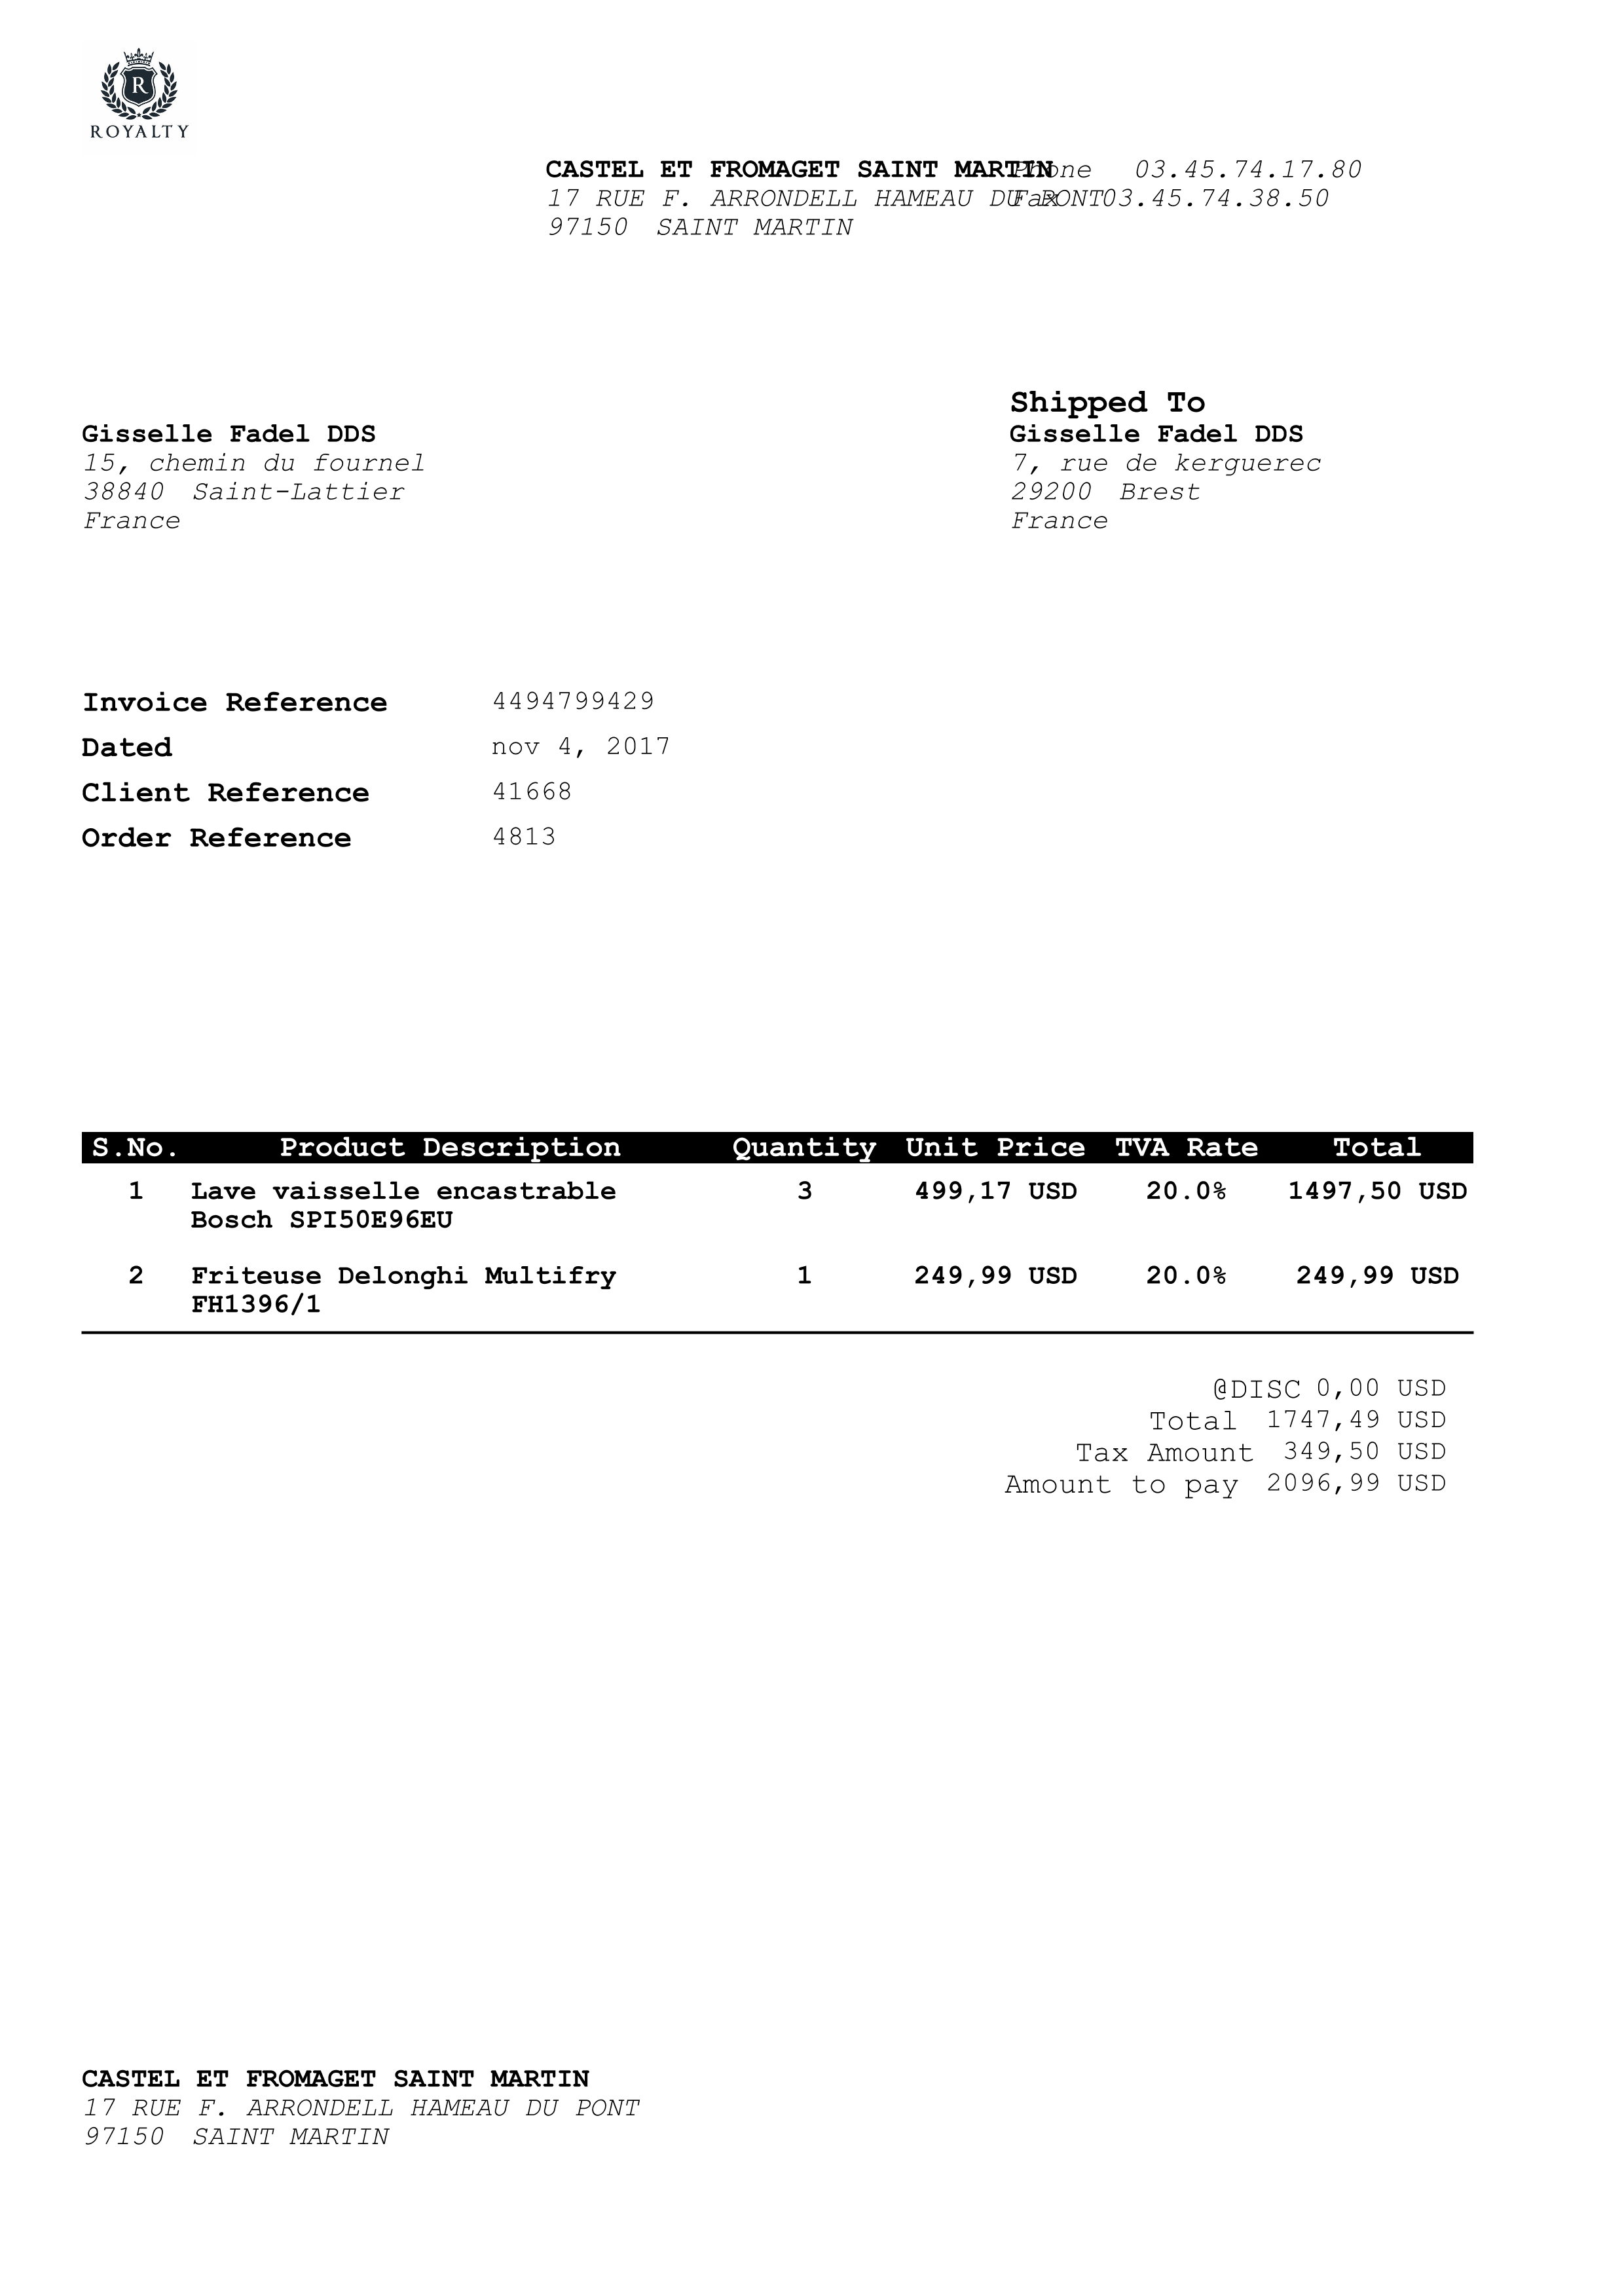 R
ROYALTY
CASTEL ET FROMAGET SAINT MARTIN Phone 03.45.74.17.80
17 RUE F. ARRONDELL HAMEAU DU PONT Fax 03.45.74.38.50
97150 SAINT MARTIN
Shipped To
Gisselle Fadel DDS Gisselle Fadel DDS
15, chemin du fournel 7, rue de kerguerec
38840 Saint-Lattier 29200 Brest
France France
Invoice Reference 4494799429
Dated nov 4, 2017
Client Reference 41668
Order Reference 4813
S.No. Product Description Quantity Unit Price TVA Rate Total
1 Lave vaisselle encastrable 3 499,17 USD 20.0% 1497,50 USD
Bosch SPI50E96EU
2 Friteuse Delonghi Multifry 1 249,99 USD 20.0% 249,99 USD
FH1396/1
@DISC 0,00 USD
Total 1747,49 USD
Tax Amount 349,50 USD
Amount to pay 2096,99 USD
CASTEL ET FROMAGET SAINT MARTIN
17 RUE F. ARRONDELL HAMEAU DU PONT
97150 SAINT MARTIN